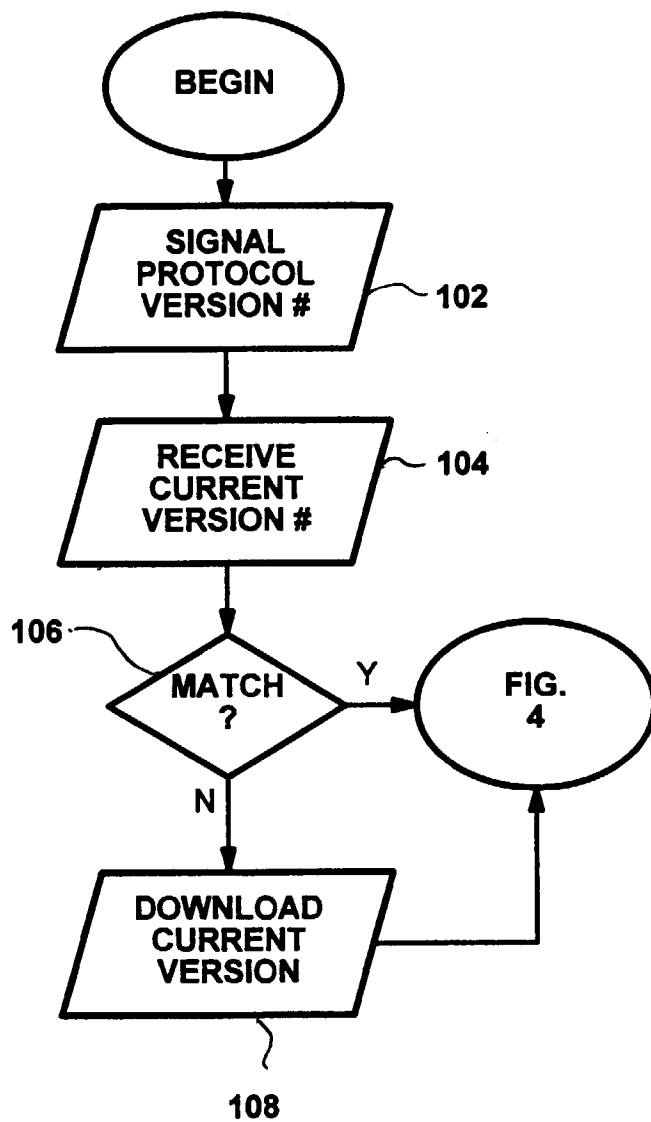 BEGIN
SIGNAL
PROTOCOL
VERSION #
102
RECEIVE
CURRENT
VERSION #
104
106
MATCH
?
Y
FIG.
4
N
DOWNLOAD
CURRENT
VERSION
108